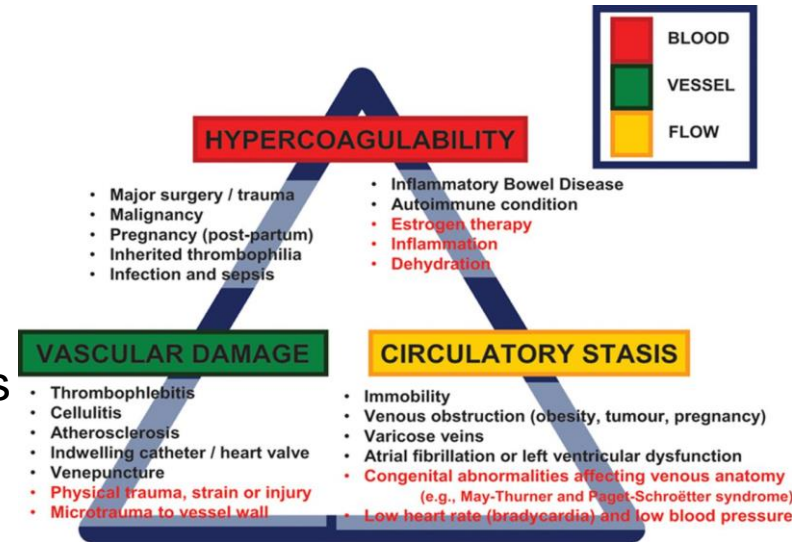 BLOOD
VESSEL
FLOW
HYPERCOAGULABILITY
• Major surgery / trauma
• Malignancy
• Pregnancy (post-partum)
• Inherited thrombophilia
• Infection and sepsis
• Inflammatory Bowel Disease
• Autoimmune condition
• Estrogen therapy
• Inflammation
• Dehydration
s
VASCULAR DAMAGE
• Thrombophlebitis
• Cellulitis
• Atherosclerosis
• Indwelling catheter / heart valve
• Venepuncture
• Physical trauma, strain or injury
• Microtrauma to vessel wall
CIRCULATORY STASIS
• Immobility
• Venous obstruction (obesity, tumour, pregnancy)
• Varicose veins
• Atrial fibrillation or left ventricular dysfunction
• Congenital abnormalities affecting venous anatomy
(e.g., May-Thurner and Paget-Schroëtter syndrome)
• Low heart rate (bradycardia) and low blood pressure